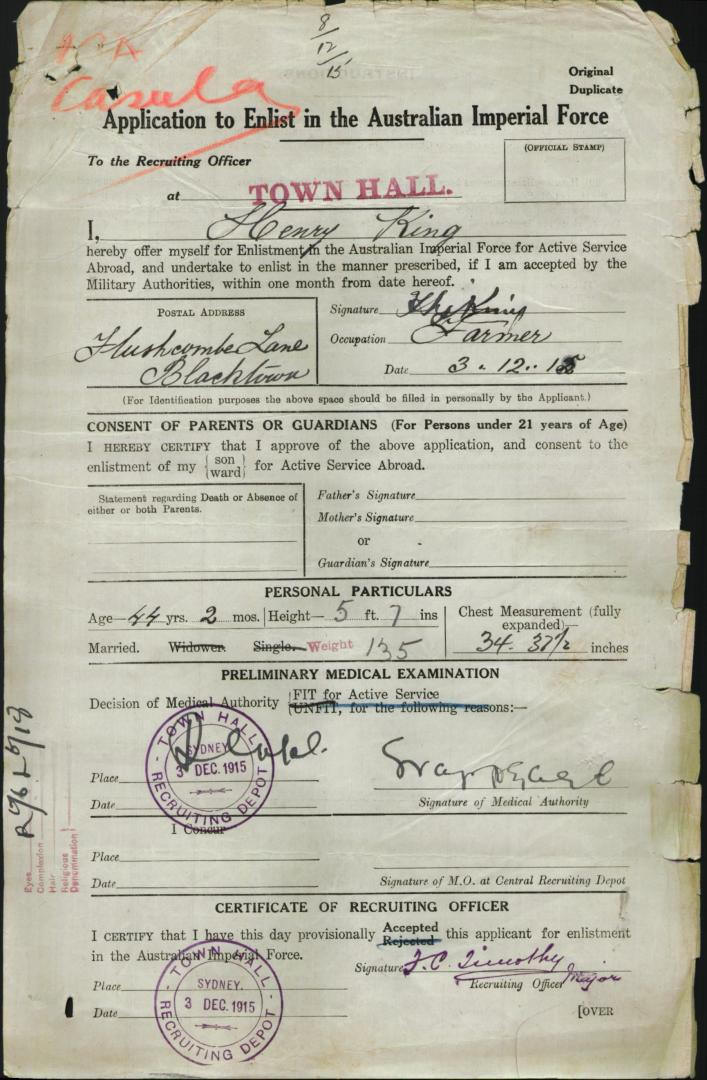 8/12/15
Casula
Original
Duplicate
Application to Enlist in the Australian Imperial Force
To the Recruiting Officer
(OFFICIAL STAMP)
at TOWN HALL.
I, Henry King
hereby offer myself for Enlistment in the Australian Imperial Force for Active Service
Abroad, and undertake to enlist in the manner prescribed, if I am accepted by the
Military Authorities, within one month from date hereof.
POSTAL ADDRESS
Flushcombe Lane
Blacktown
Signature King
Occupation Farmer
Date 3.12.15
(For Identification purposes the above space should be filled in personally by the Applicant.)
CONSENT OF PARENTS OR GUARDIANS (For Persons under 21 years of Age)
I HEREBY CERTIFY that I approve of the above application, and consent to the
enlistment of my {son ward} for Active Service Abroad.
Statement regarding Death or Absence of
either or both Parents.
Father's Signature
Mother's Signature
or
Guardian's Signature
PERSONAL PARTICULARS
Age—44 yrs. 2 mos. Height—5 ft. 7 ins
Chest Measurement (fully
expanded)—
34-37½ inches
Married. Widower. Single. Weight 135
PRELIMINARY MEDICAL EXAMINATION
Decision of Medical Authority {FIT for Active Service
{UNFIT, for the following reasons:—
TOWN HALL
SYDNEY
3 DEC. 1915
RECRUITING DEPOT
Place
Date
Signature of Medical Authority
I Concur
Place
Date
Signature of M.O. at Central Recruiting Depot
Eyes
Complexion
Hair
Religious
Denomination
CERTIFICATE OF RECRUITING OFFICER
I CERTIFY that I have this day provisionally Accepted Rejected this applicant for enlistment
in the Australian Imperial Force.
Signature F.C. Timothy
Recruiting Officer Major
Place
Date
TOWN HALL
SYDNEY.
3 DEC. 1915
RECRUITING DEPOT
[OVER